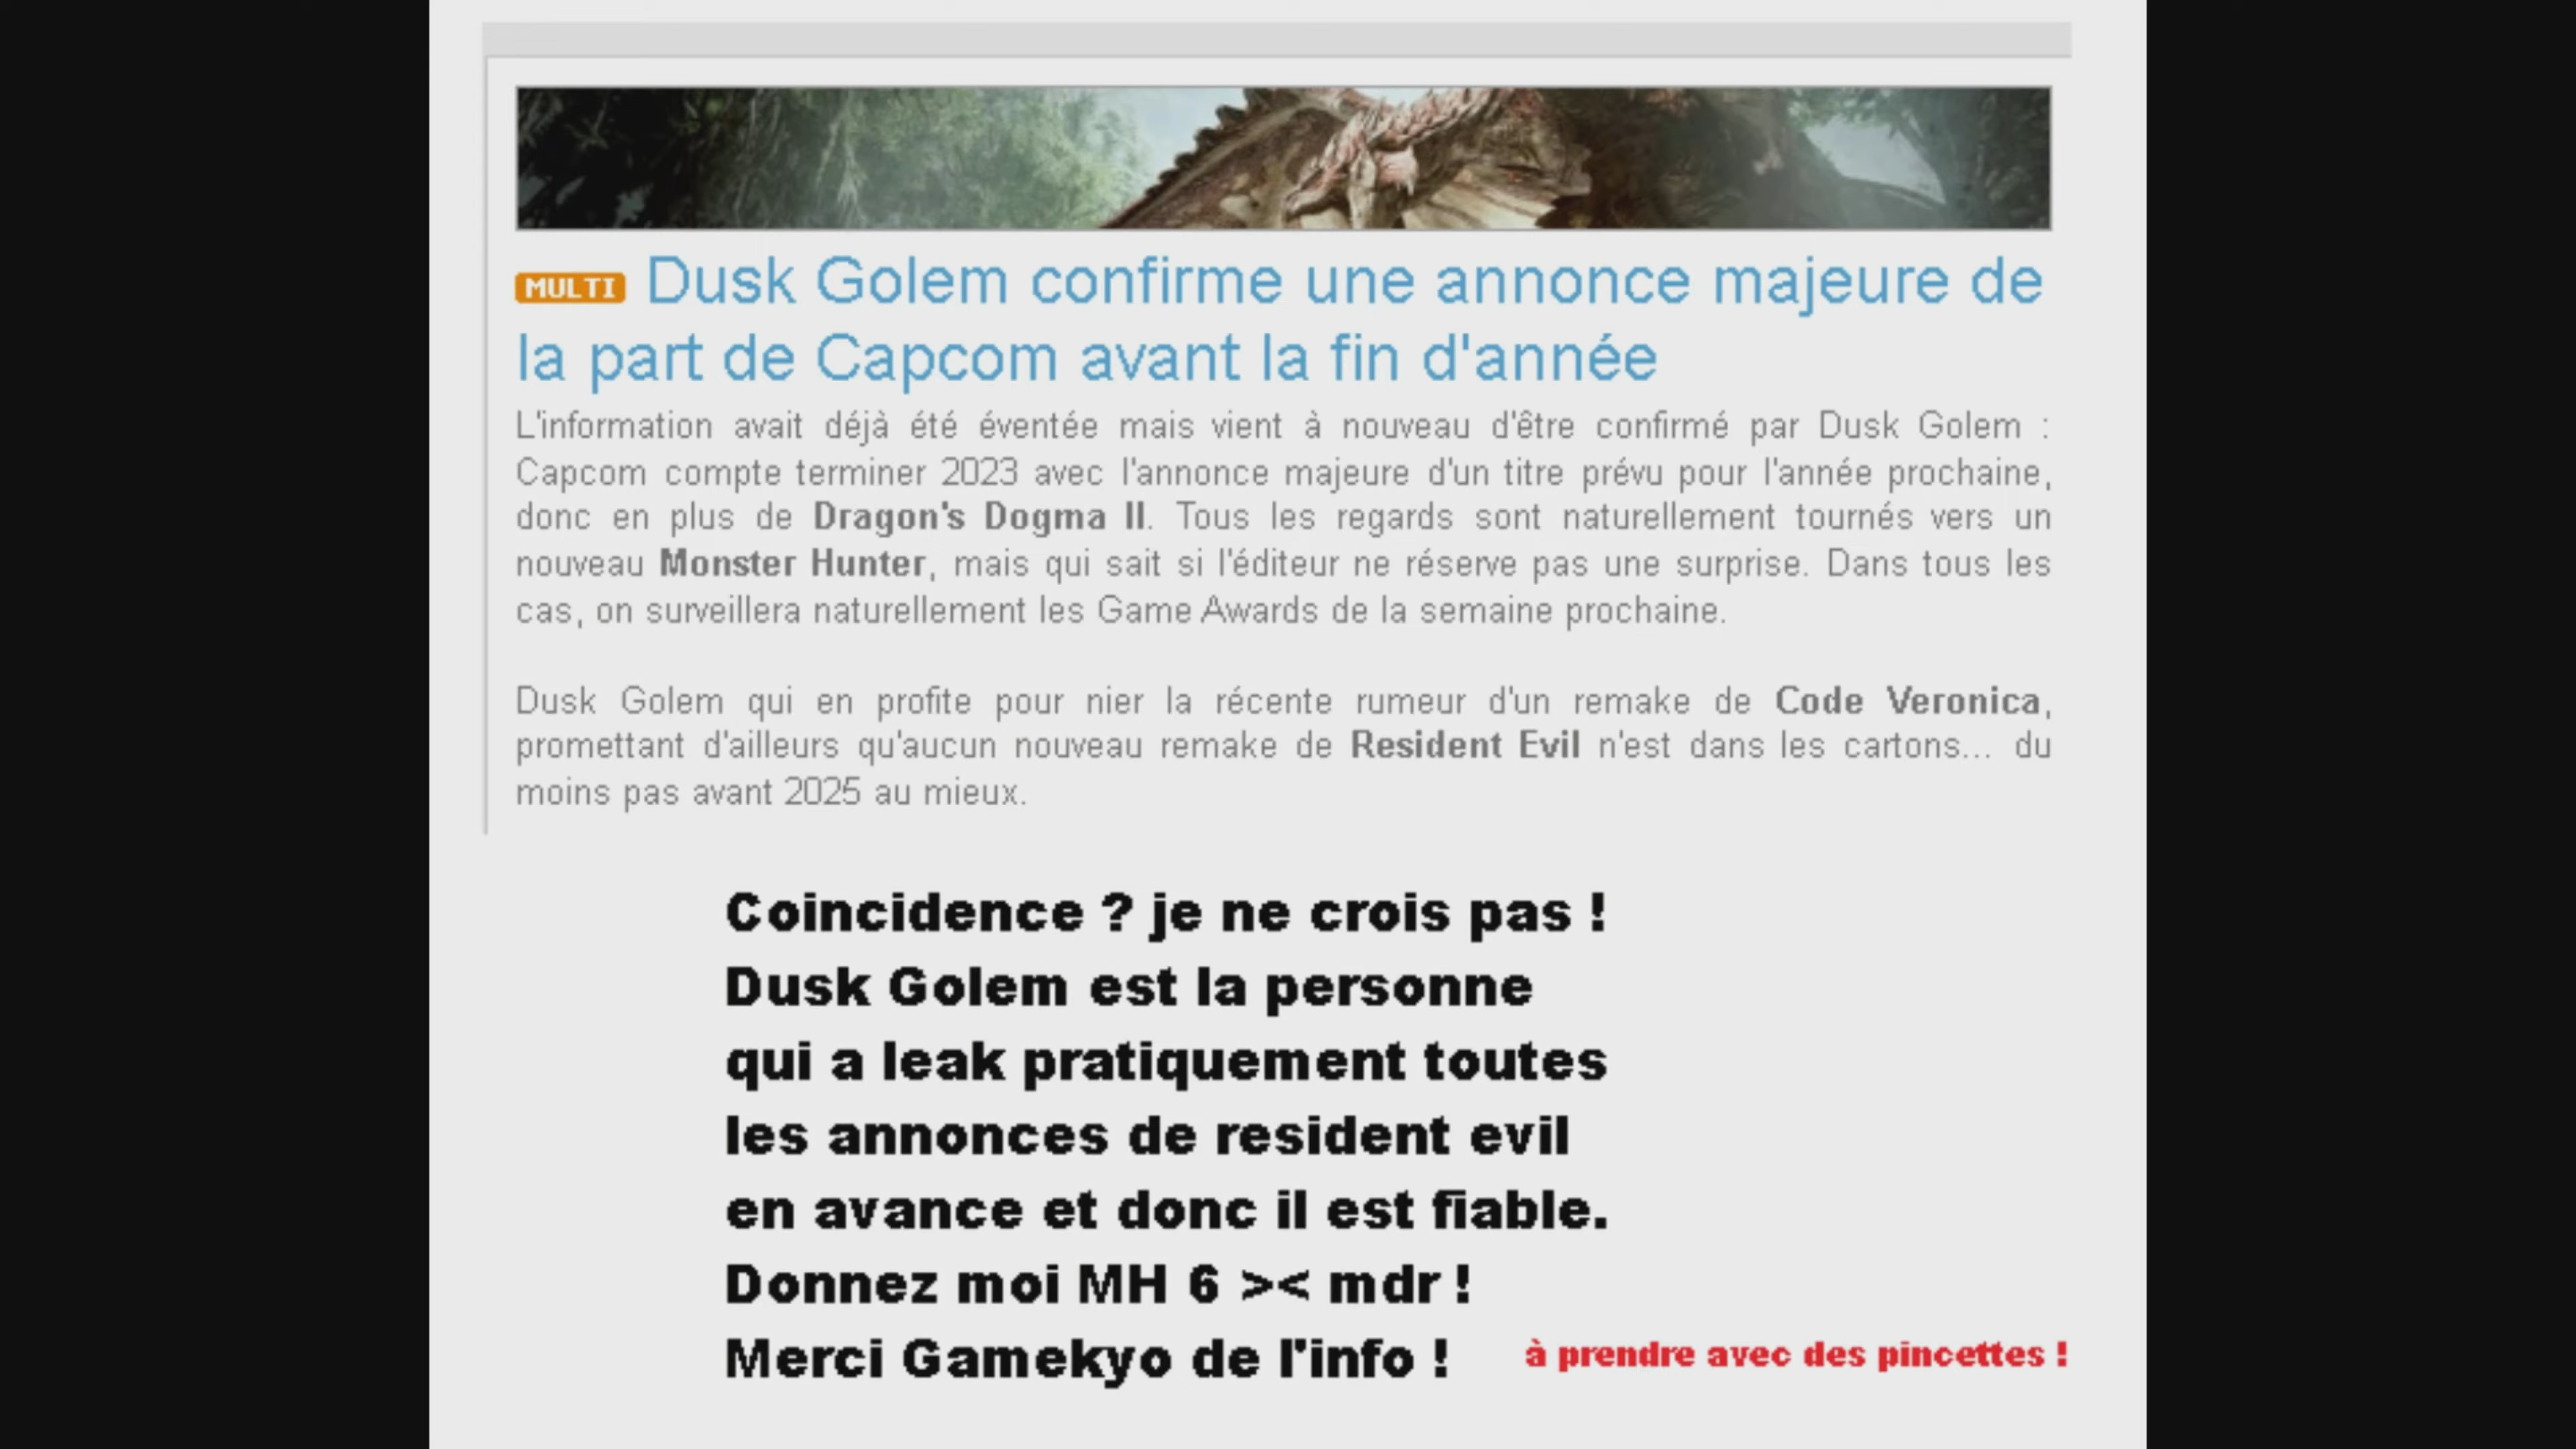 MULTI Dusk Golem confirme une annonce majeure de
la part de Capcom avant la fin d'année
L'information avait déjà été éventée mais vient à nouveau d'être confirmé par Dusk Golem :
Capcom compte terminer 2023 avec l'annonce majeure d'un titre prévu pour l'année prochaine,
donc en plus de Dragon's Dogma II. Tous les regards sont naturellement tournés vers un
nouveau Monster Hunter, mais qui sait si l'éditeur ne réserve pas une surprise. Dans tous les
cas, on surveillera naturellement les Game Awards de la semaine prochaine.
Dusk Golem qui en profite pour nier la récente rumeur d'un remake de Code Veronica,
promettant d'ailleurs qu'aucun nouveau remake de Resident Evil n'est dans les cartons... du
moins pas avant 2025 au mieux.
Coincidence ? je ne crois pas !
Dusk Golem est la personne
qui a leak pratiquement toutes
les annonces de resident evil
en avance et donc il est fiable.
Donnez moi MH 6 >< mdr !
Merci Gamekyo de l'info !
à prendre avec des pincettes !